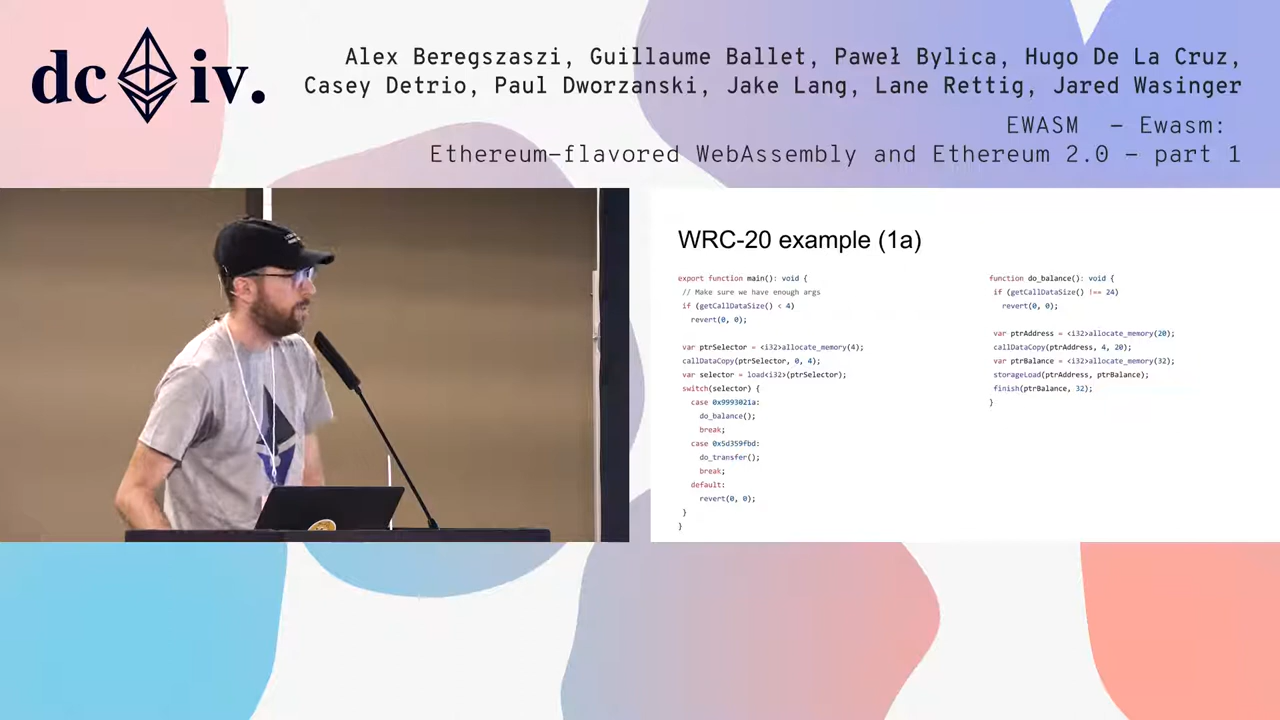 dc iv.
Alex Beregszaszi, Guillaume Ballet, Paweł Bylica, Hugo De La Cruz,
Casey Detrio, Paul Dworzanski, Jake Lang, Lane Rettig, Jared Wasinger
EWASM – Ewasm:
Ethereum-flavored WebAssembly and Ethereum 2.0 – part 1
WRC-20 example (1a)
export function main(): void {
// Make sure we have enough args
if (getCallDataSize() < 4)
revert(0, 0);
var ptrSelector = <i32>allocate_memory(4);
callDataCopy(ptrSelector, 0, 4);
var selector = load<i32>(ptrSelector);
switch(selector) {
case 0x9993021a:
do_balance();
break;
case 0x5d359fbd:
do_transfer();
break;
default:
revert(0, 0);
}
}
function do_balance(): void {
if (getCallDataSize() !== 24)
revert(0, 0);
var ptrAddress = <i32>allocate_memory(20);
callDataCopy(ptrAddress, 4, 20);
var ptrBalance = <i32>allocate_memory(32);
storageLoad(ptrAddress, ptrBalance);
finish(ptrBalance, 32);
}